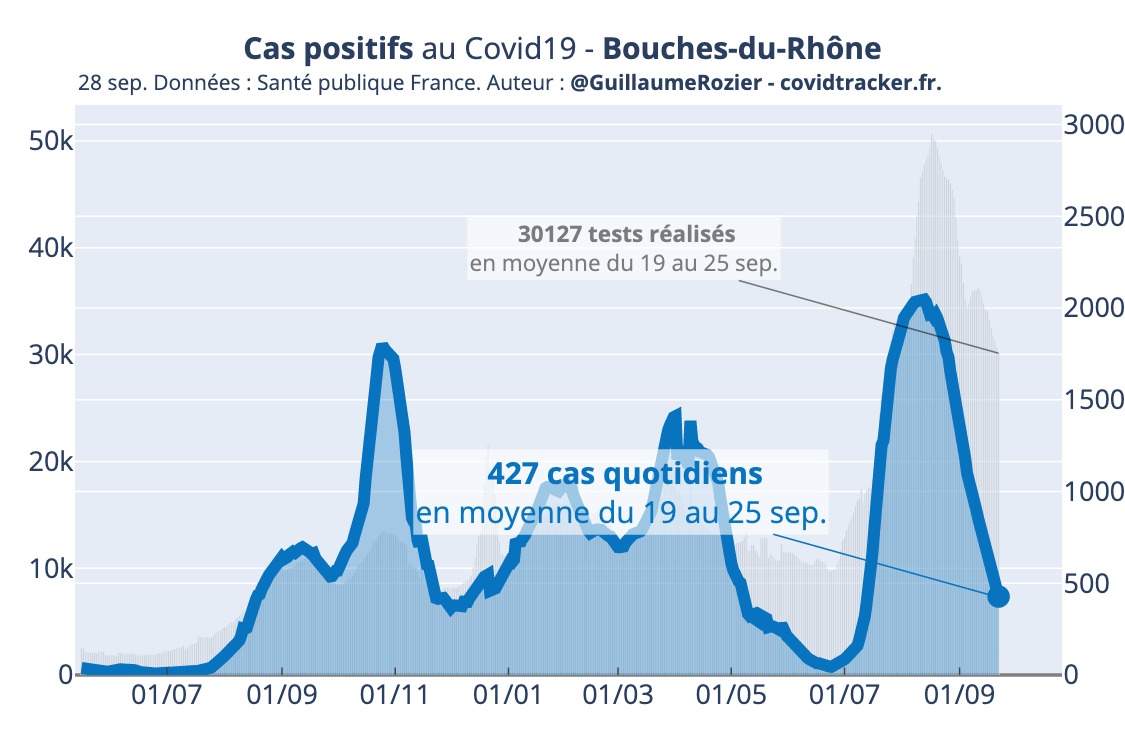 Cas positifs au Covid19 - Bouches-du-Rhône
28 sep. Données : Santé publique France. Auteur : @GuillaumeRozier - covidtracker.fr.
50k
40k
30k
20k
10k
0
3000
2500
2000
1500
1000
500
0
30127 tests réalisés
en moyenne du 19 au 25 sep.
427 cas quotidiens
en moyenne du 19 au 25 sep.
01/07
01/09
01/11
01/01
01/03
01/05
01/07
01/09